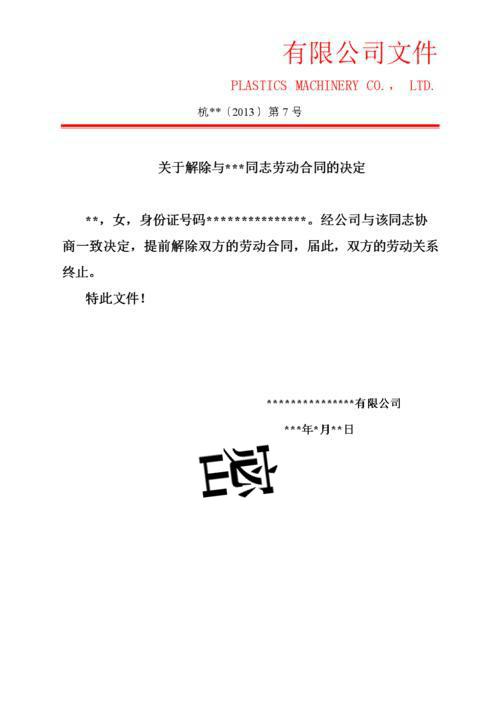 有限公司文件
PLASTICS MACHINERY CO., LTD.
杭**〔2013〕第7号
关于解除与***同志劳动合同的决定
**，女，身份证号码***************。经公司与该同志协
商一致决定，提前解除双方的劳动合同，届此，双方的劳动关系
终止。
特此文件！
***************有限公司
***年*月**日
密